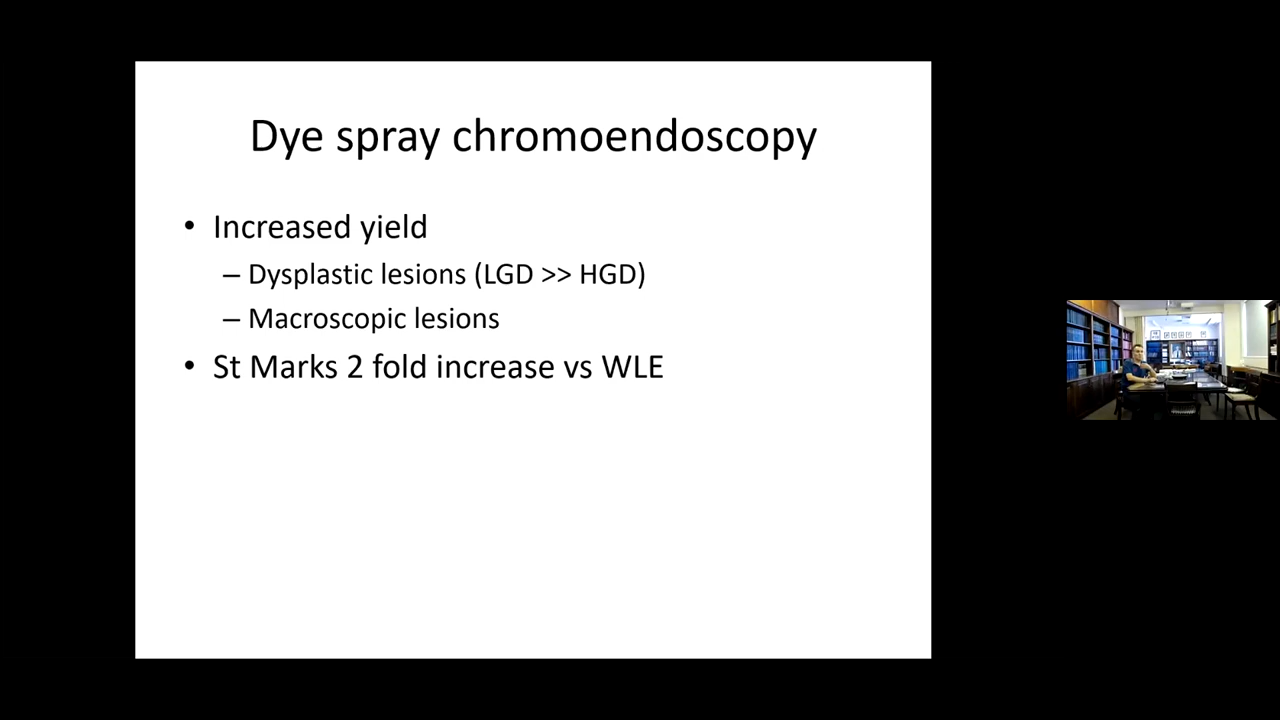 Dye spray chromoendoscopy
• Increased yield
– Dysplastic lesions (LGD >> HGD)
– Macroscopic lesions
• St Marks 2 fold increase vs WLE